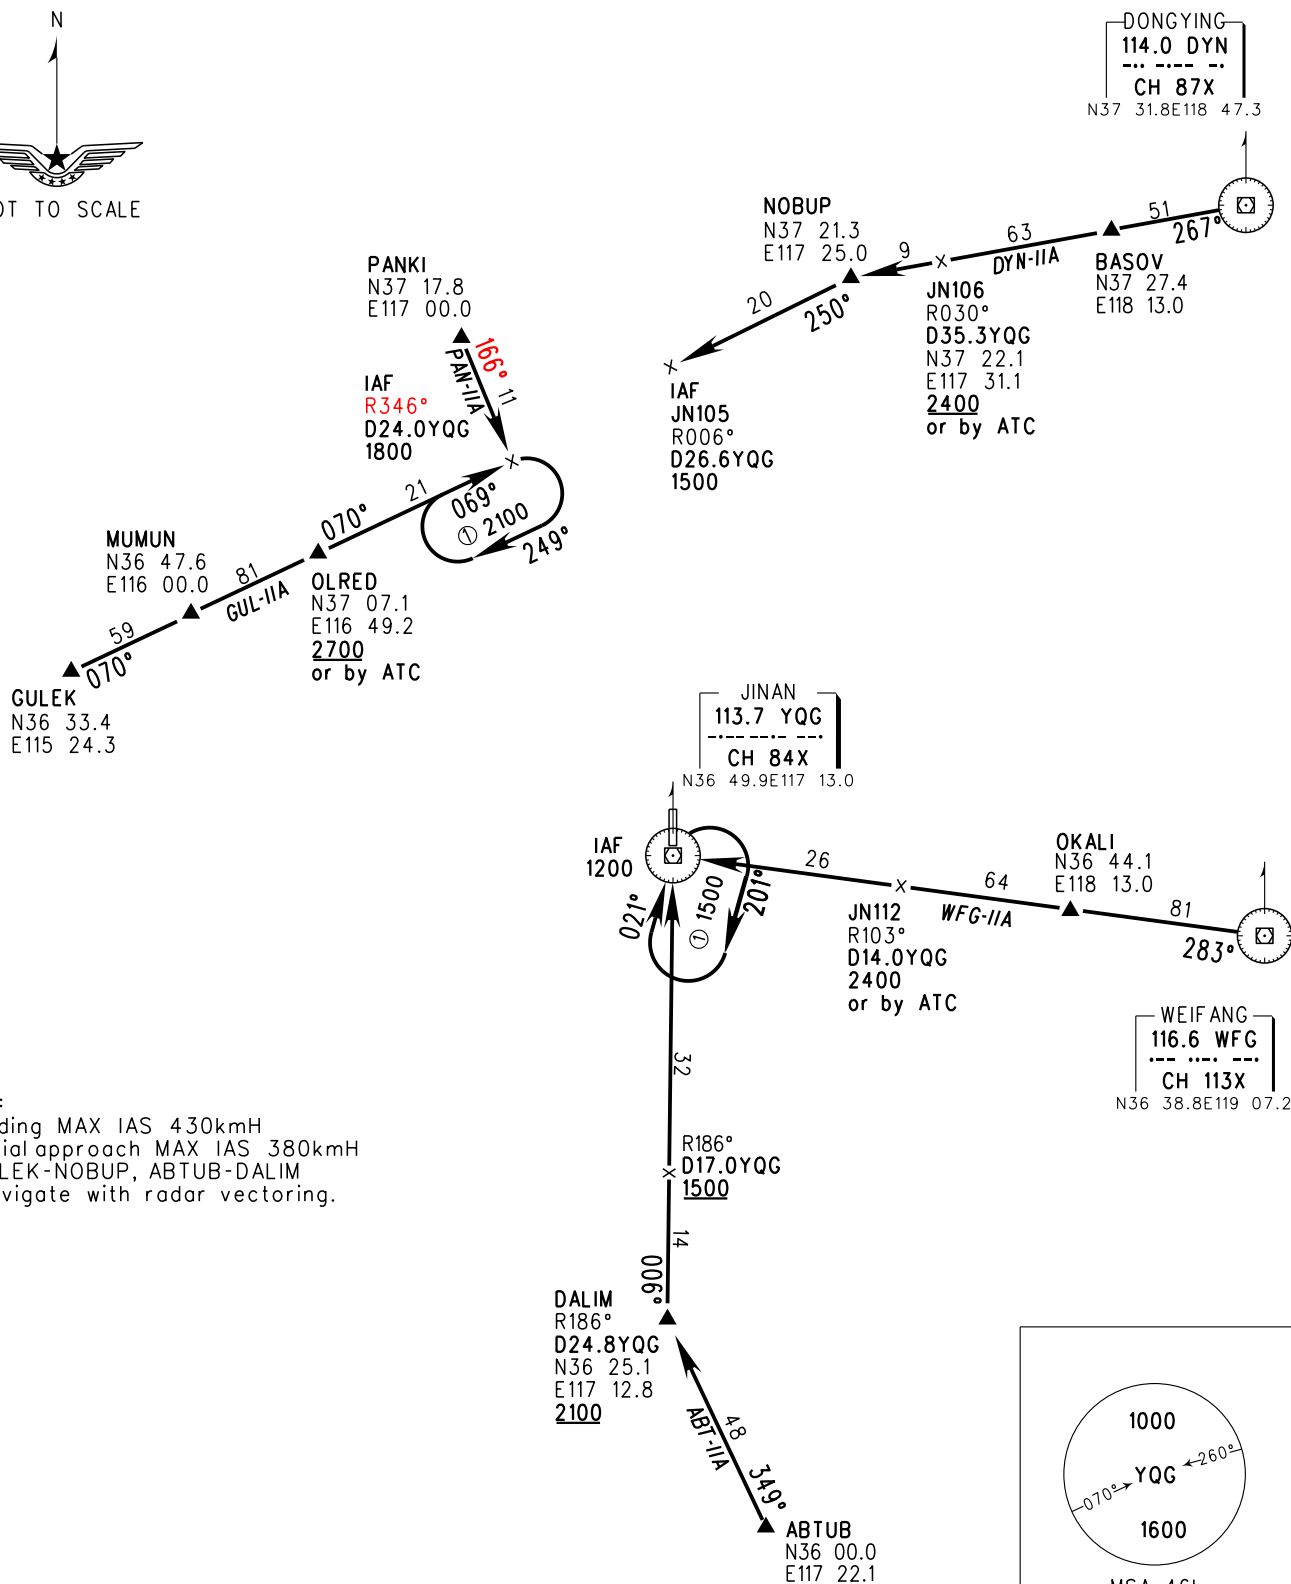 N
OT TO SCALE
DONGYING
114.0 DYN
CH 87X
N37 31.8E118 47.3
NOBUP
N37 21.3
E117 25.0
51
267°
63
DYN-11A
9
BASOV
N37 27.4
E118 13.0
20
250°
JN106
R030°
D35.3YQG
N37 22.1
E117 31.1
2400
or by ATC
IAF
JN105
R006°
D26.6YQG
1500
PANKI
N37 17.8
E117 00.0
166°
PAN-11A
11
IAF
R346°
D24.0YQG
1800
21
070°
069°
① 2100
249°
MUMUN
N36 47.6
E116 00.0
81
GUL-11A
OLRED
N37 07.1
E116 49.2
2700
or by ATC
59
070°
GULEK
N36 33.4
E115 24.3
JINAN
113.7 YQG
CH 84X
N36 49.9E117 13.0
IAF
1200
021°
① 1500
201°
26
JN112
R103°
D14.0YQG
2400
or by ATC
64
WFG-11A
OKALI
N36 44.1
E118 13.0
81
283°
WEIFANG
116.6 WFG
CH 113X
N36 38.8E119 07.2
32
R186°
D17.0YQG
1500
14
006°
:
ding MAX IAS 430kmH
ial approach MAX IAS 380kmH
LEK-NOBUP, ABTUB-DALIM
vigate with radar vectoring.
DALIM
R186°
D24.8YQG
N36 25.1
E117 12.8
2100
48
ABT-11A
349°
ABTUB
N36 00.0
E117 22.1
1000
YQG
260°
070°
1600